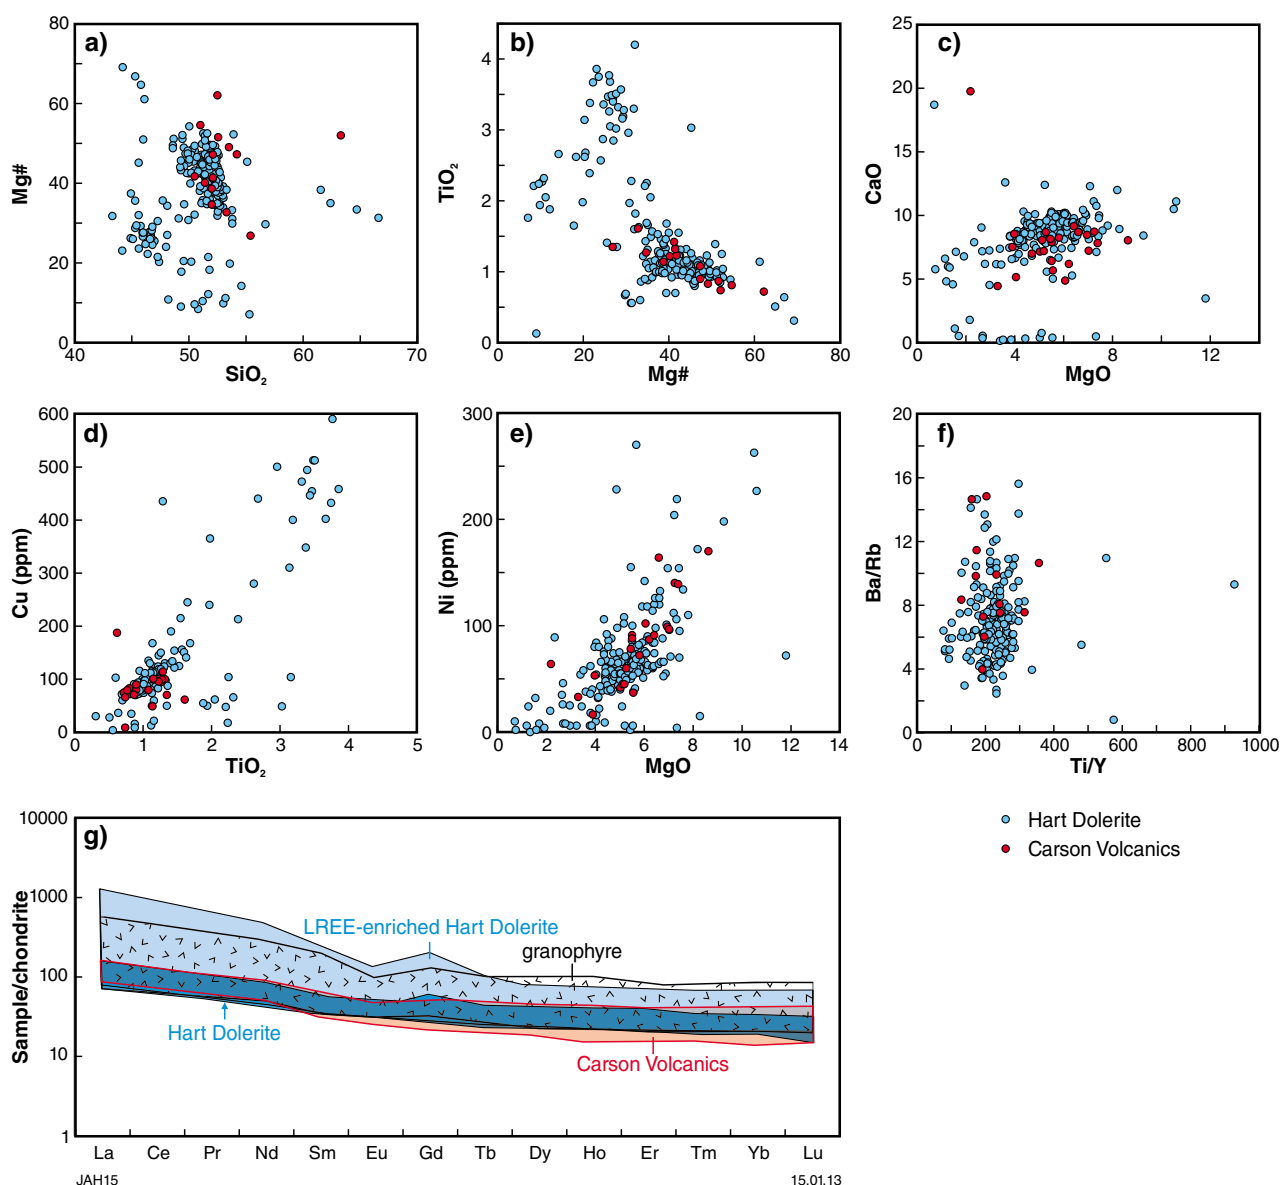 a)
80
60
40
20
0
Mg#
40
50
60
70
SiO₂
b)
4
3
2
1
0
TiO₂
0
20
40
60
80
Mg#
c)
25
20
15
10
5
0
CaO
0
4
8
12
MgO
d)
600
500
400
300
200
100
0
Cu (ppm)
0
1
2
3
4
5
TiO₂
e)
300
200
100
0
Ni (ppm)
0
2
4
6
8
10
12
14
MgO
f)
20
16
12
8
4
0
Ba/Rb
0
200
400
600
800
1000
Ti/Y
Hart Dolerite
Carson Volcanics
g)
10000
1000
100
10
1
Sample/chondrite
LREE-enriched Hart Dolerite
granophyre
Hart Dolerite
Carson Volcanics
La Ce Pr Nd Sm Eu Gd Tb Dy Ho Er Tm Yb Lu
JAH15
15.01.13